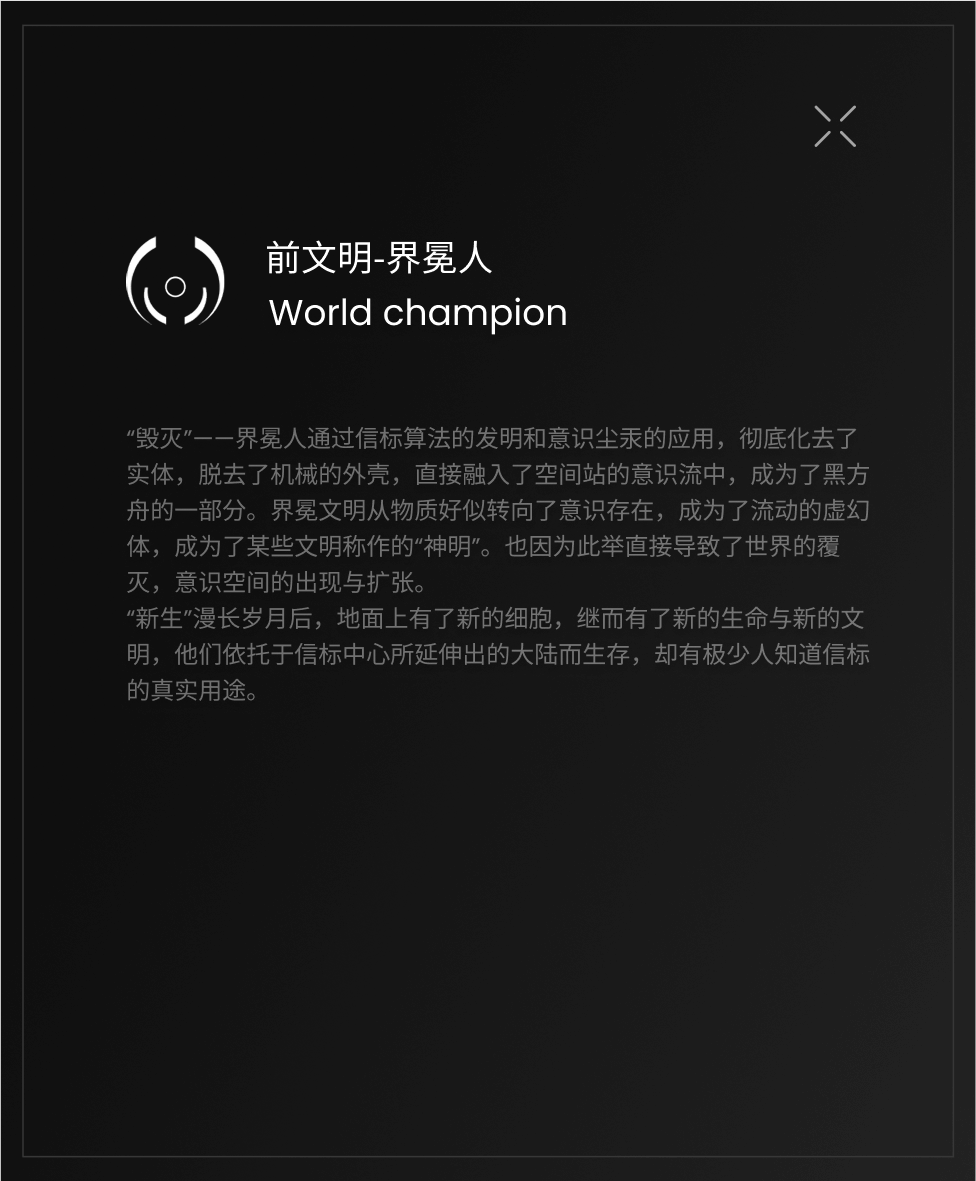 前文明-界冕人
World champion
“毁灭”——界冕人通过信标算法的发明和意识尘汞的应用，彻底化去了
实体，脱去了机械的外壳，直接融入了空间站的意识流中，成为了黑方
舟的一部分。界冕文明从物质好似转向了意识存在，成为了流动的虚幻
体，成为了某些文明称作的“神明”。也因为此举直接导致了世界的覆
灭，意识空间的出现与扩张。
“新生”漫长岁月后，地面上有了新的细胞，继而有了新的生命与新的文
明，他们依托于信标中心所延伸出的大陆而生存，却有极少人知道信标
的真实用途。